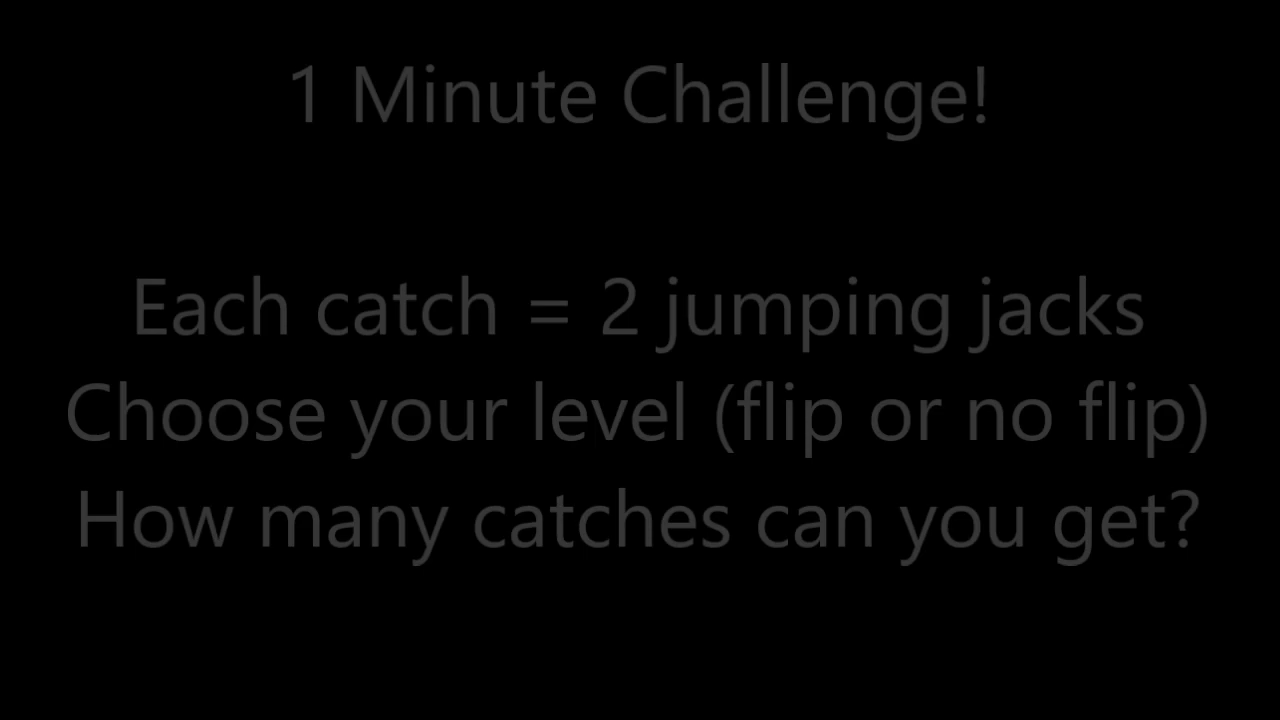 1 Minute Challenge!
Each catch = 2 jumping jacks
Choose your level (flip or no flip)
How many catches can you get?